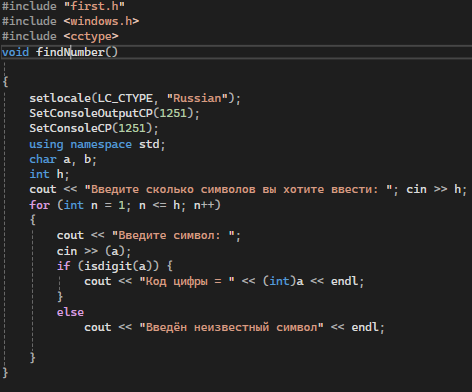 #include "first.h"
#include <windows.h>
#include <cctype>
void findNumber()
{
setlocale(LC_CTYPE, "Russian");
SetConsoleOutputCP(1251);
SetConsoleCP(1251);
using namespace std;
char a, b;
int h;
cout << "Введите сколько символов вы хотите ввести: "; cin >> h;
for (int n = 1; n <= h; n++)
{
cout << "Введите символ: ";
cin >> (a);
if (isdigit(a)) {
cout << "Код цифры = " << (int)a << endl;
}
else
cout << "Введён неизвестный символ" << endl;
}
}